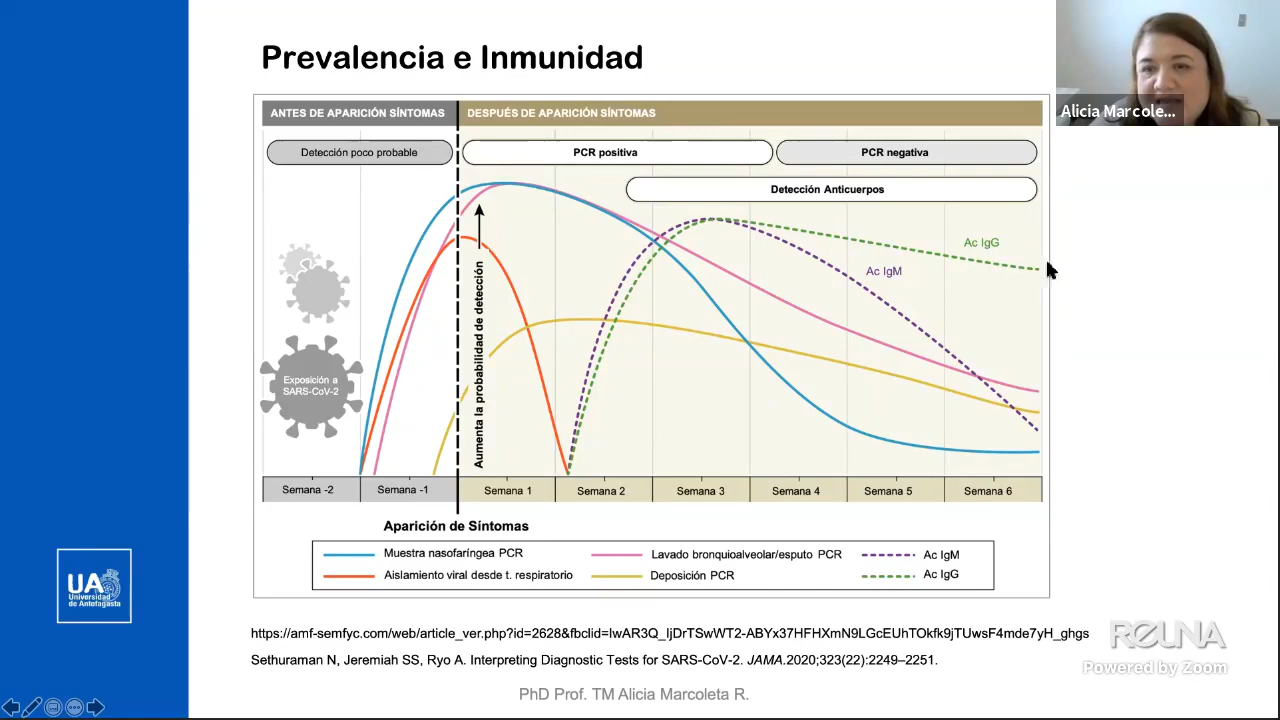 Prevalencia e Inmunidad
Alicia Marcole...
ANTES DE APARICIÓN SÍNTOMAS
DESPUÉS DE APARICIÓN SÍNTOMAS
Detección poco probable
PCR positiva
PCR negativa
Detección Anticuerpos
Ac IgG
Ac IgM
Aumenta la probabilidad de detección
Exposición a
SARS-CoV-2
Semana -2
Semana -1
Semana 1
Semana 2
Semana 3
Semana 4
Semana 5
Semana 6
Aparición de Síntomas
Muestra nasofaríngea PCR
Lavado bronquioalveolar/esputo PCR
Ac IgM
Aislamiento viral desde t. respiratorio
Deposición PCR
Ac IgG
UA
Universidad
de Antofagasta
https://amf-semfyc.com/web/article_ver.php?id=2628&fbclid=IwAR3Q_IjDrTSwWT2-ABYx37HFHXmN9LGcEUhTOkfk9jTUwsF4mde7yH_ghgs
Sethuraman N, Jeremiah SS, Ryo A. Interpreting Diagnostic Tests for SARS-CoV-2. JAMA.2020;323(22):2249–2251.
REUNA
Powered by Zoom
PhD Prof. TM Alicia Marcoleta R.